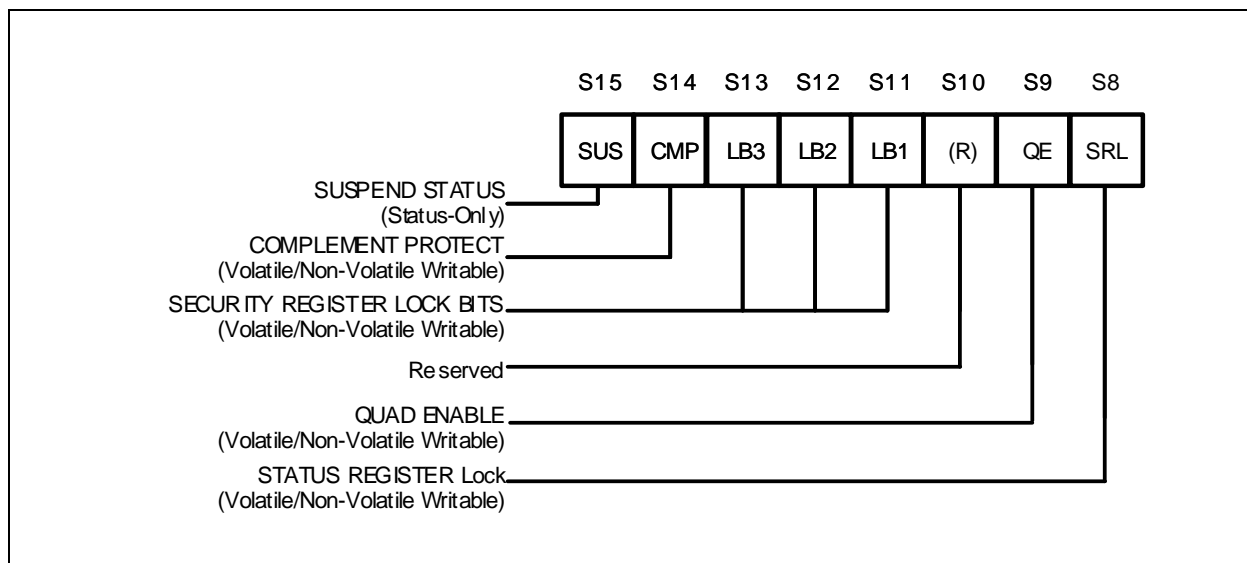 S15 S14 S13 S12 S11 S10 S9 S8
SUS CMP LB3 LB2 LB1 (R) QE SRL
SUSPEND STATUS
(Status-Only)
COMPLEMENT PROTECT
(Volatile/Non-Volatile Writable)
SECURITY REGISTER LOCK BITS
(Volatile/Non-Volatile Writable)
Reserved
QUAD ENABLE
(Volatile/Non-Volatile Writable)
STATUS REGISTER Lock
(Volatile/Non-Volatile Writable)